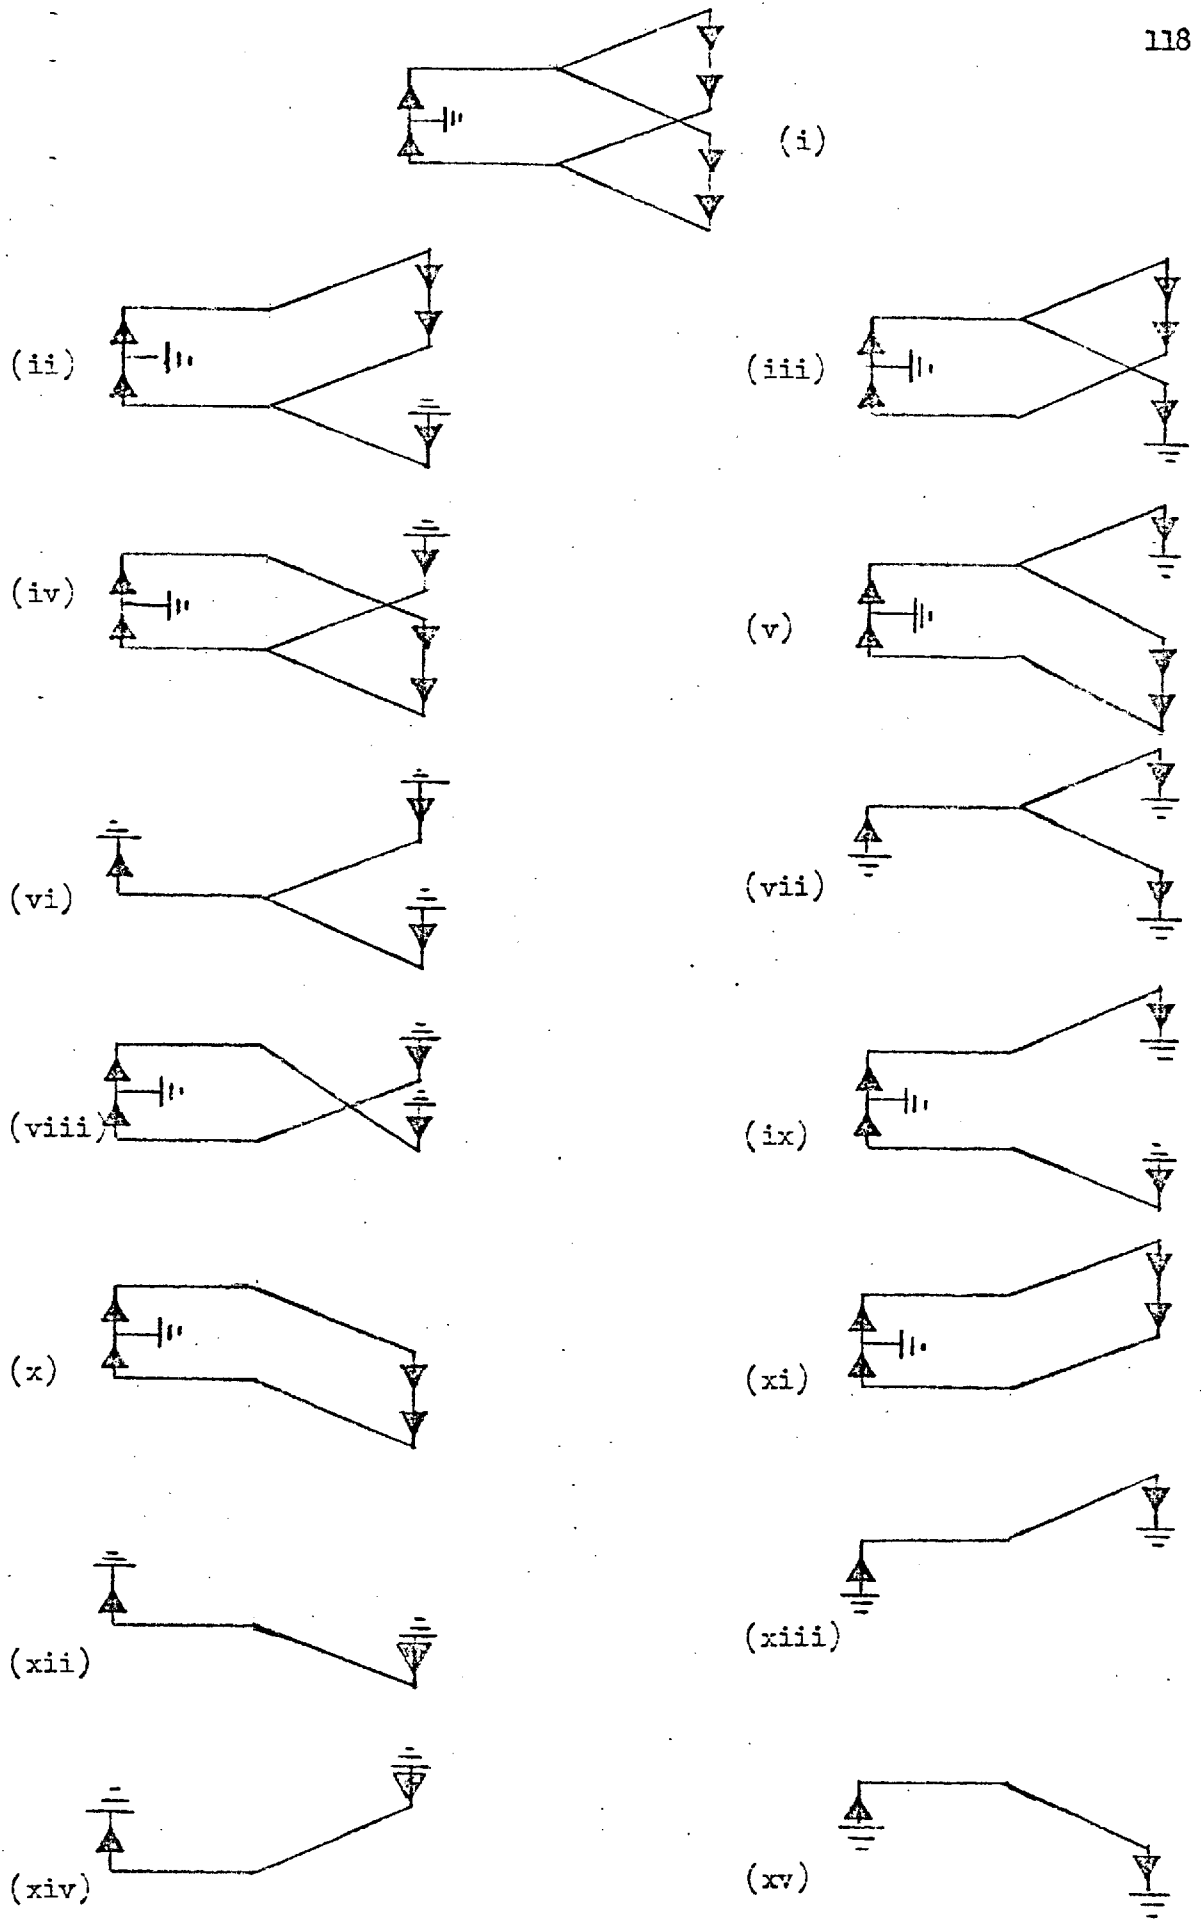 118
(i)
(ii)
(iii)
(iv)
(v)
(vi)
(vii)
(viii)
(ix)
(x)
(xi)
(xii)
(xiii)
(xiv)
(xv)